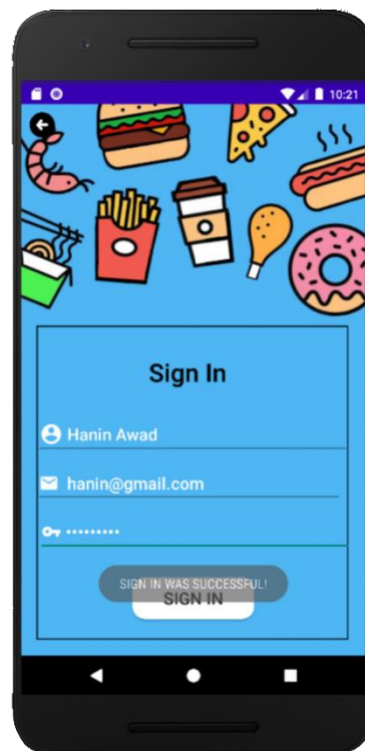 10:21
Sign In
Hanin Awad
hanin@gmail.com
•••••••••
SIGN IN WAS SUCCESSFUL!
SIGN IN